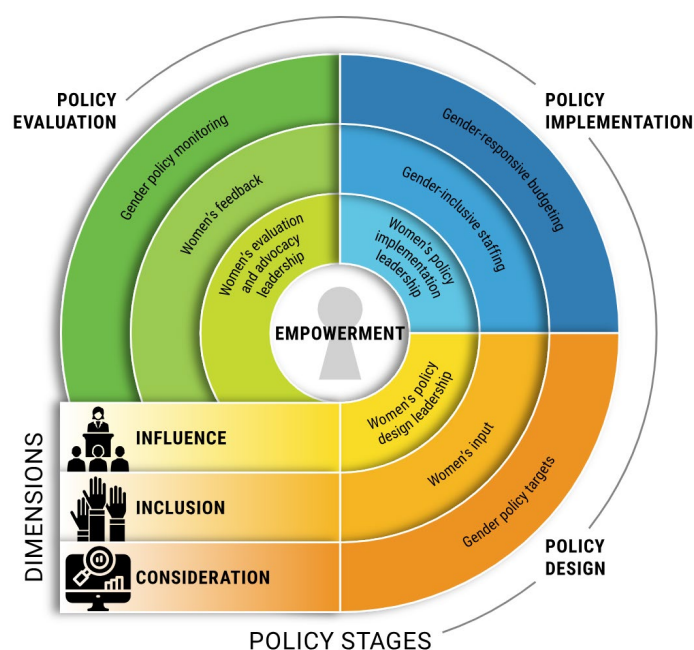 POLICY
EVALUATION
POLICY
IMPLEMENTATION
Gender policy monitoring
Women's feedback
Women's evaluation
and advocacy
leadership
Gender-responsive budgeting
Gender-inclusive staffing
Women's policy
implementation
leadership
EMPOWERMENT
Women's policy
design leadership
Women's input
Gender policy targets
DIMENSIONS
INFLUENCE
INCLUSION
CONSIDERATION
POLICY
DESIGN
POLICY STAGES